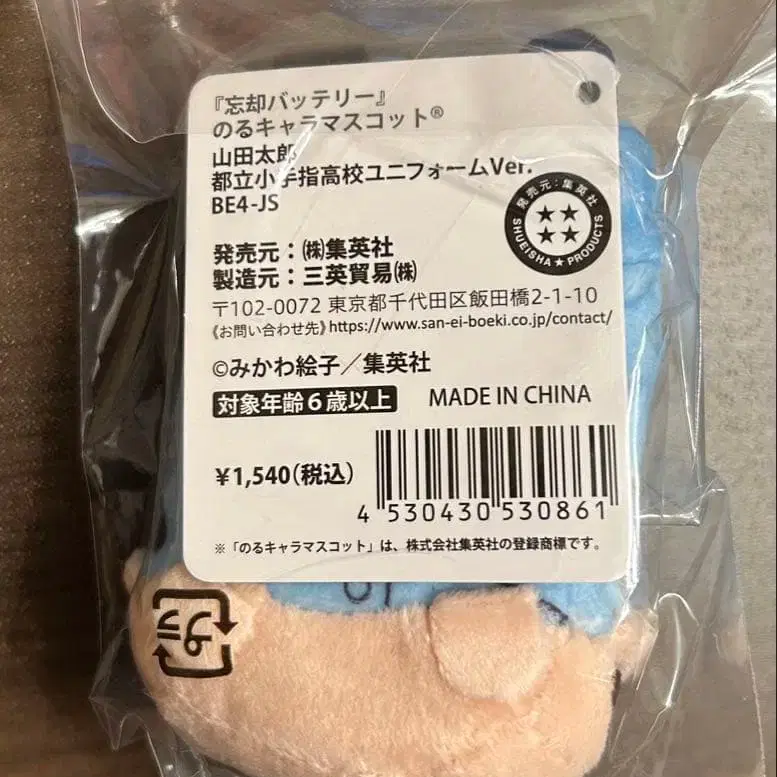 『忘却バッテリー』
のるキャラマスコット®
山田太郎
都立小手指高校ユニフォームVer.
BE4-JS
発売元：集英社
SHUEISHA★PRODUCTS
発売元：㈱集英社
製造元：三英貿易㈱
〒102-0072 東京都千代田区飯田橋2-1-10
《お問い合わせ先》https://www.san-ei-boeki.co.jp/contact/
©みかわ絵子／集英社
対象年齢６歳以上 MADE IN CHINA
¥1,540(税込)
4 530430 530861
※「のるキャラマスコット」は、株式会社集英社の登録商標です。
プラ